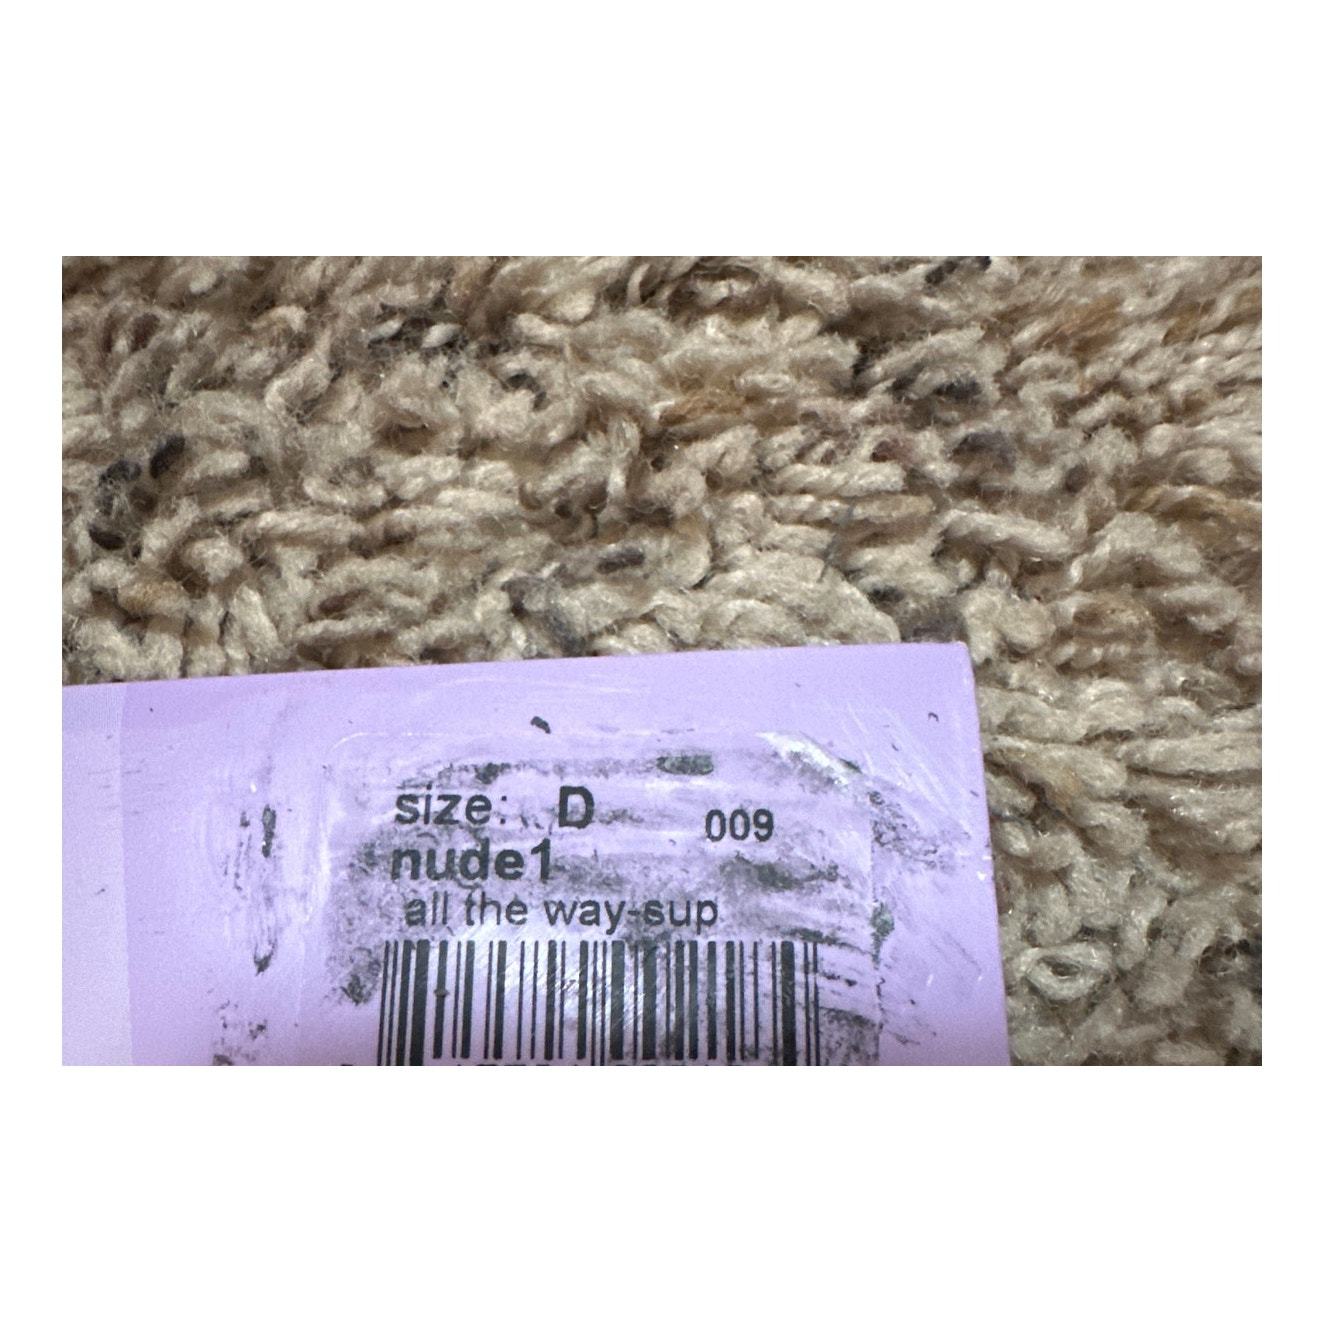 size: D 009
nude1
all the way-sup